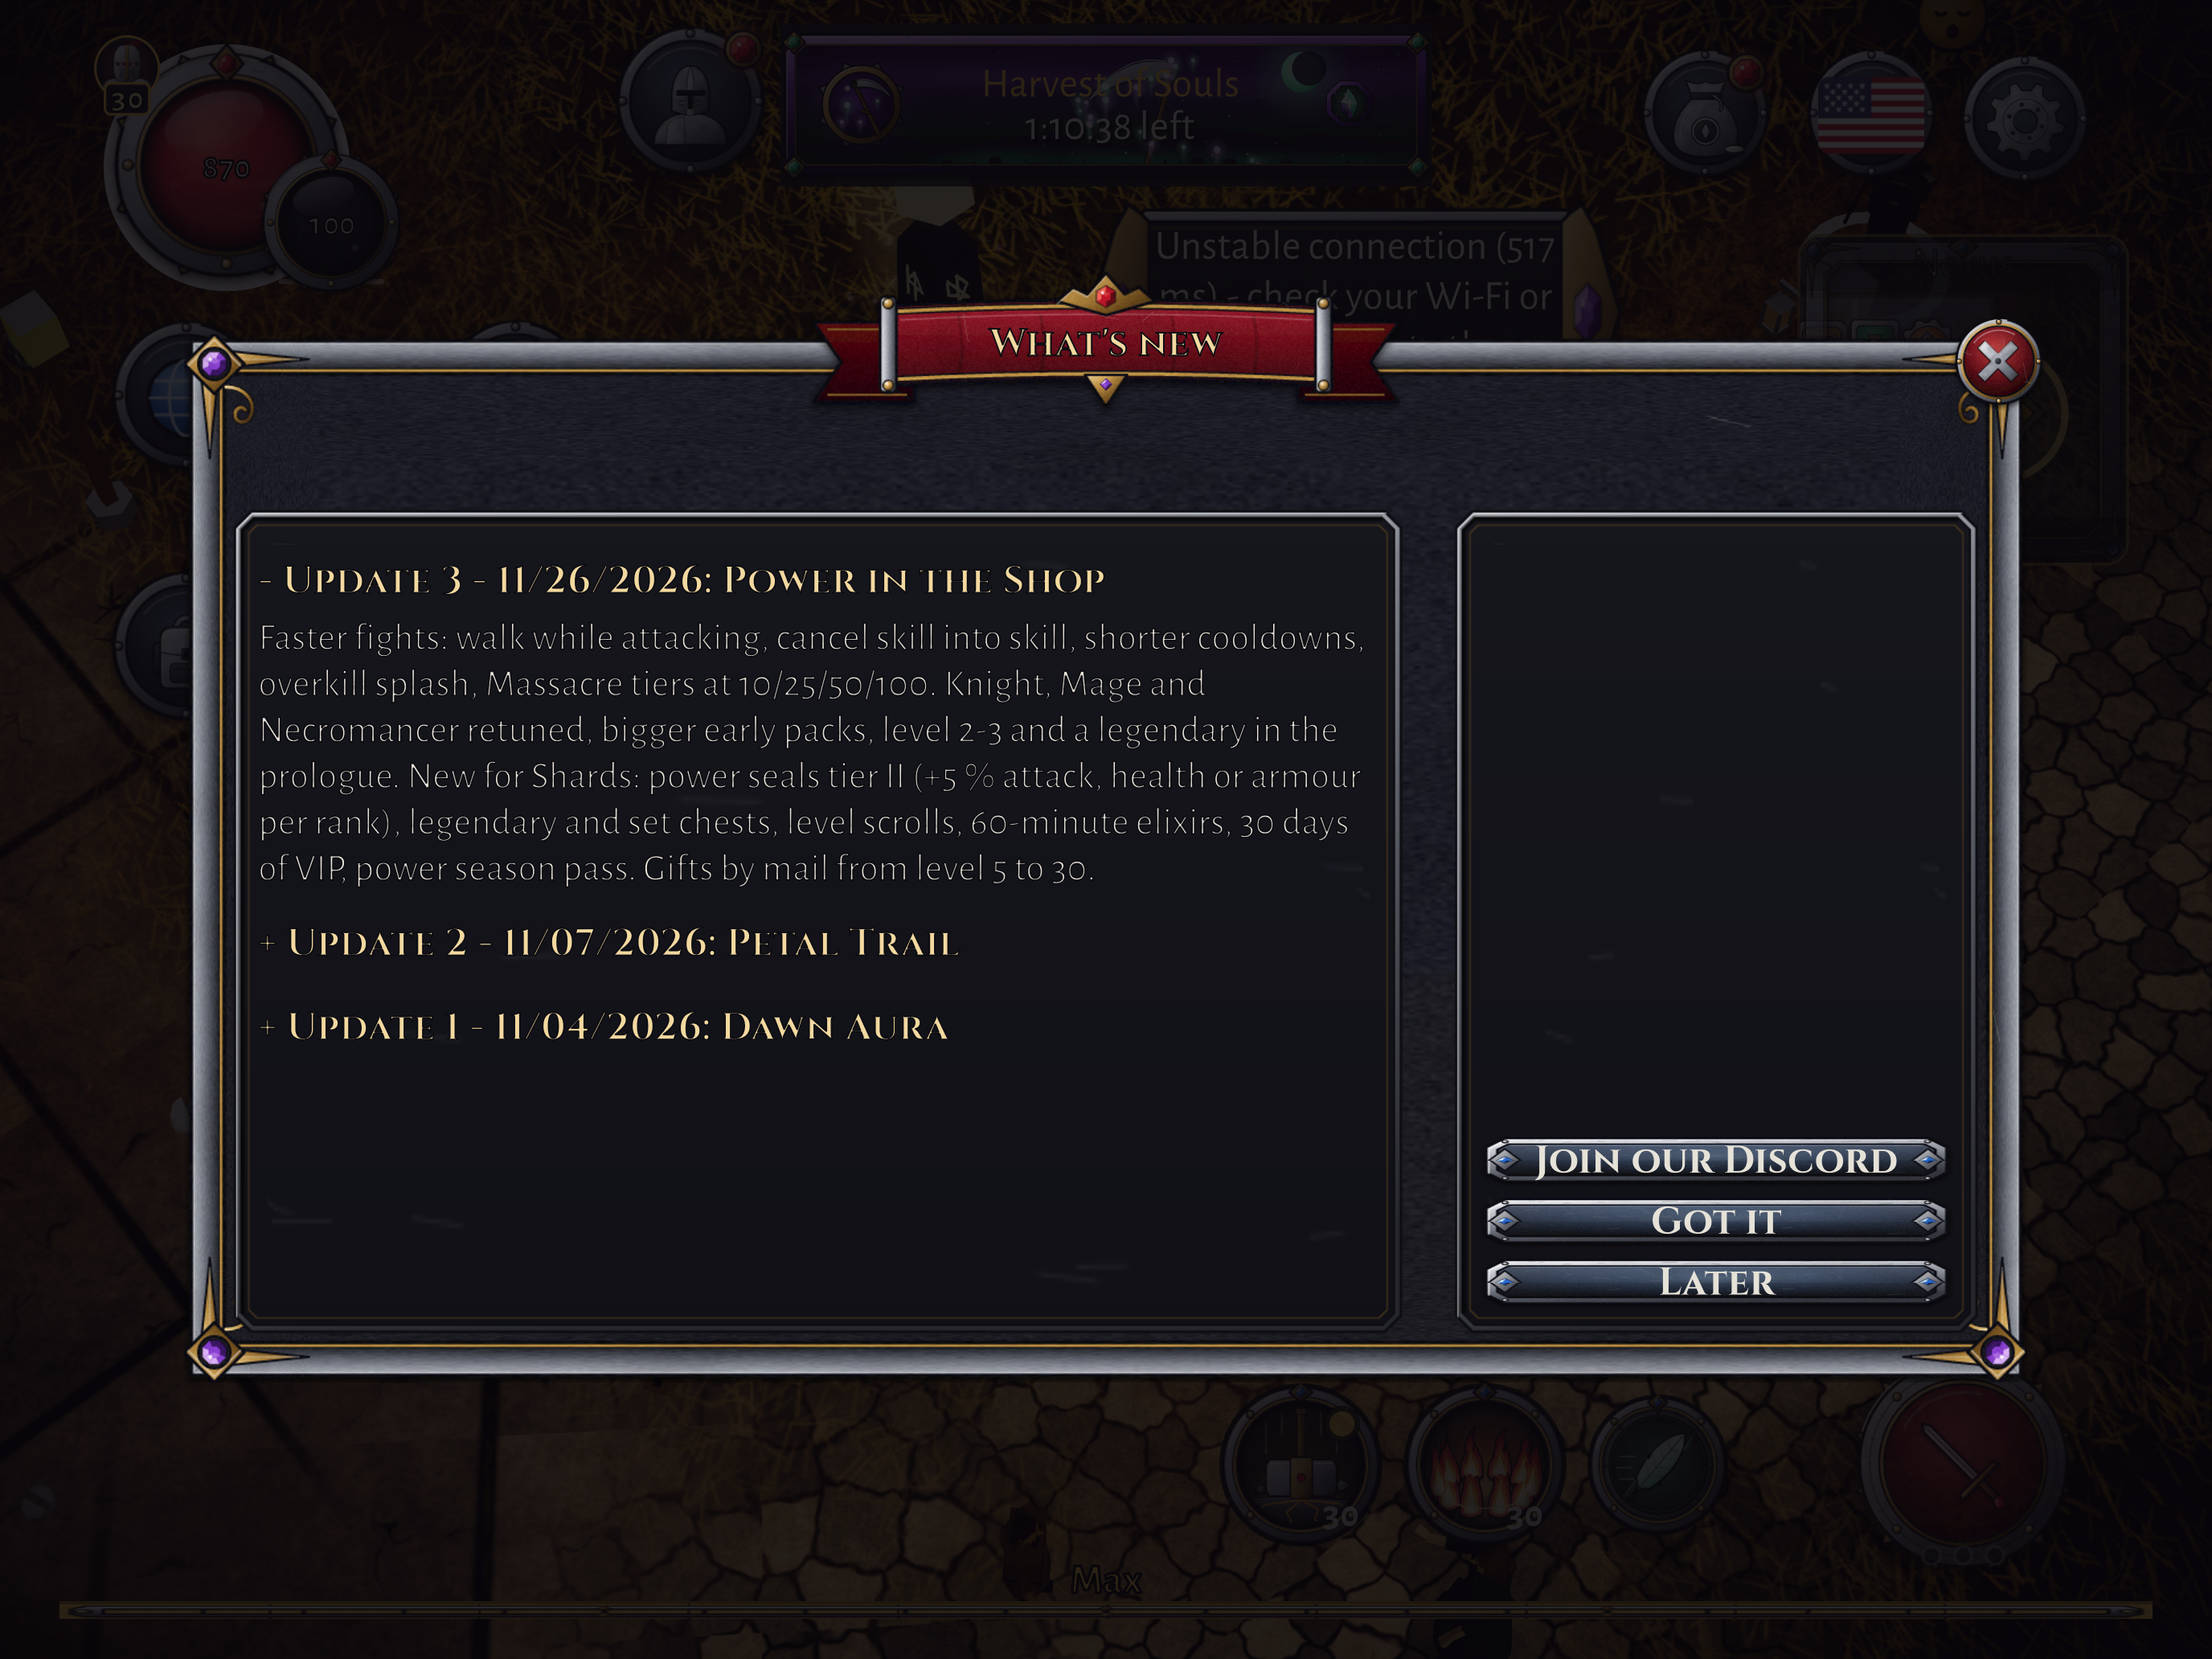 30
870
100
Harvest of Souls
1:10:38 left
Unstable connection (517
ms) - check your Wi-Fi or
What's new
- Update 3 - 11/26/2026: Power in the Shop
Faster fights: walk while attacking, cancel skill into skill, shorter cooldowns,
overkill splash, Massacre tiers at 10/25/50/100. Knight, Mage and
Necromancer retuned, bigger early packs, level 2-3 and a legendary in the
prologue. New for Shards: power seals tier II (+5 % attack, health or armour
per rank), legendary and set chests, level scrolls, 60-minute elixirs, 30 days
of VIP, power season pass. Gifts by mail from level 5 to 30.
+ Update 2 - 11/07/2026: Petal Trail
+ Update 1 - 11/04/2026: Dawn Aura
Join our Discord
Got it
Later
30
30
Max